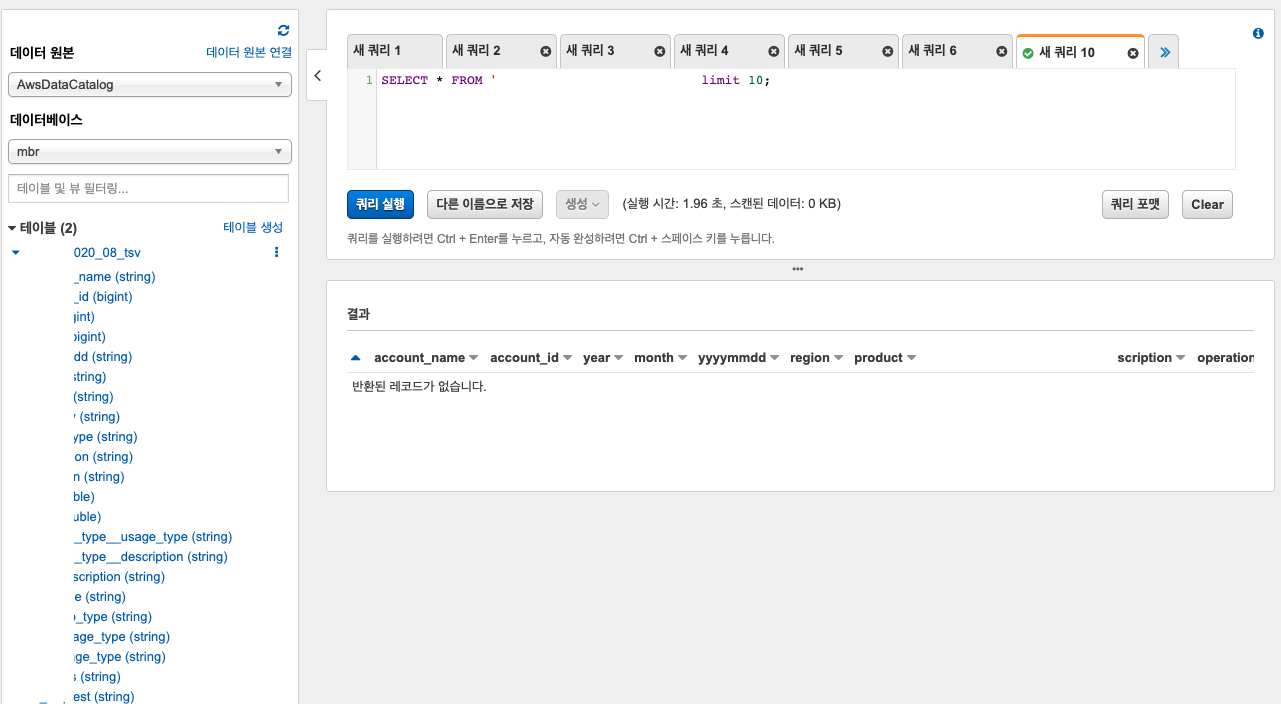 데이터 원본
데이터 원본 연결
AwsDataCatalog
데이터베이스
mbr
테이블 및 뷰 필터링...
테이블 (2)
테이블 생성
020_08_tsv
_name (string)
_id (bigint)
gint)
bigint)
dd (string)
string)
(string)
y (string)
ype (string)
on (string)
n (string)
ble)
uble)
_type__usage_type (string)
_type__description (string)
scription (string)
e (string)
_type (string)
age_type (string)
ge_type (string)
s (string)
est (string)
새 쿼리 1
새 쿼리 2
새 쿼리 3
새 쿼리 4
새 쿼리 5
새 쿼리 6
새 쿼리 10
»
1 SELECT * FROM ' limit 10;
쿼리 실행
다른 이름으로 저장
생성
(실행 시간: 1.96 초, 스캔된 데이터: 0 KB)
쿼리 포맷
Clear
쿼리를 실행하려면 Ctrl + Enter를 누르고, 자동 완성하려면 Ctrl + 스페이스 키를 누릅니다.
결과
account_name account_id year month yyyymmdd region product scription operation
반환된 레코드가 없습니다.